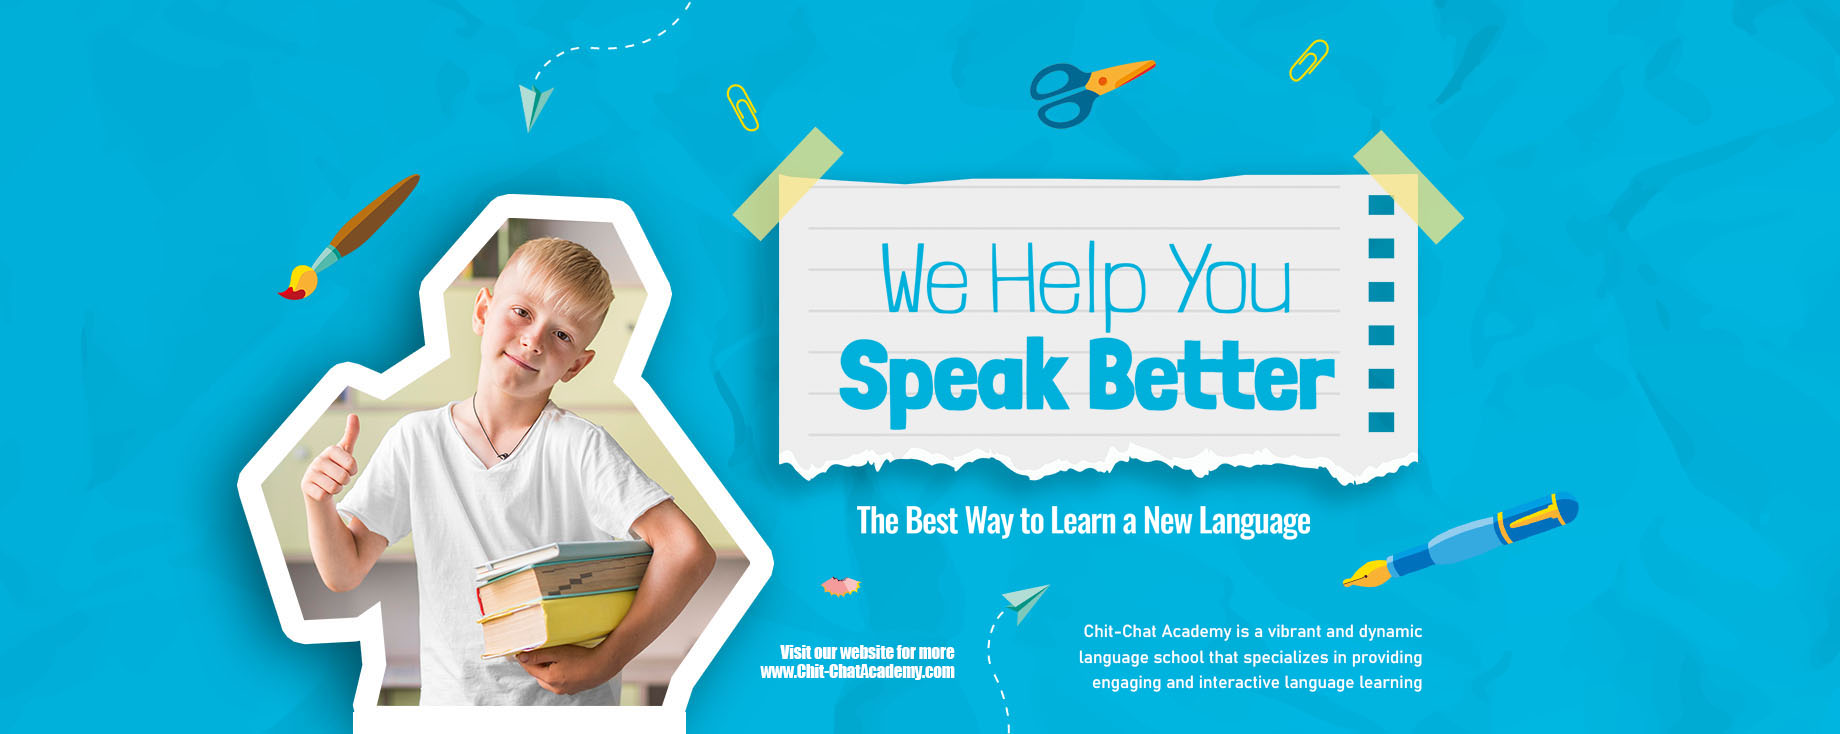 We Help You
Speak Better
The Best Way to Learn a New Language
Visit our website for more
www.Chit-ChatAcademy.com
Chit-Chat Academy is a vibrant and dynamic
language school that specializes in providing
engaging and interactive language learning